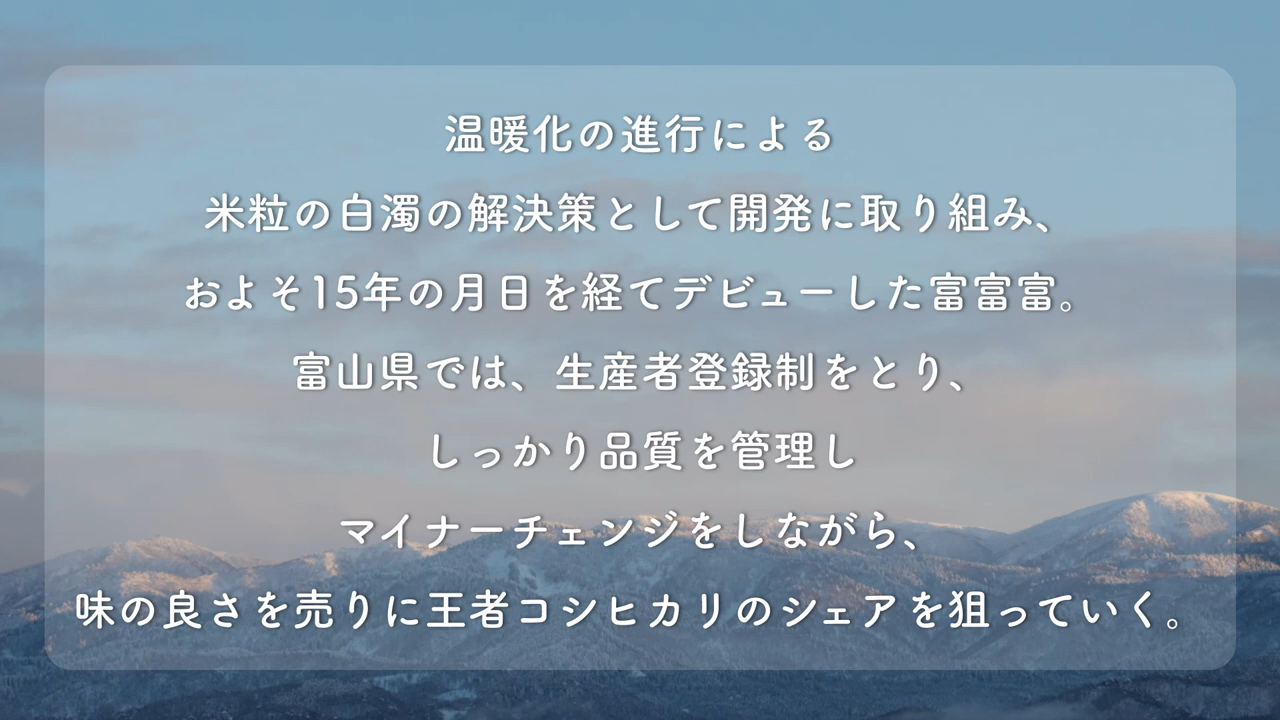 温暖化の進行による
米粒の白濁の解決策として開発に取り組み、
およそ15年の月日を経てデビューした富富富。
富山県では、生産者登録制をとり、
しっかり品質を管理し
マイナーチェンジをしながら、
味の良さを売りに王者コシヒカリのシェアを狙っていく。